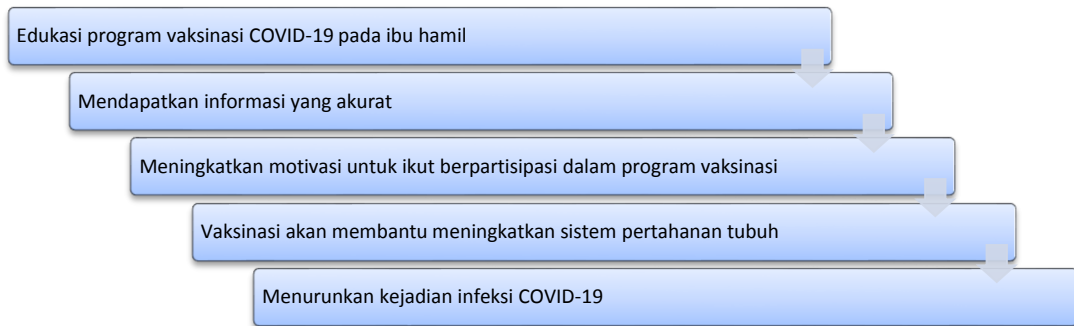 Edukasi program vaksinasi COVID-19 pada ibu hamil
Mendapatkan informasi yang akurat
Meningkatkan motivasi untuk ikut berpartisipasi dalam program vaksinasi
Vaksinasi akan membantu meningkatkan sistem pertahanan tubuh
Menurunkan kejadian infeksi COVID-19